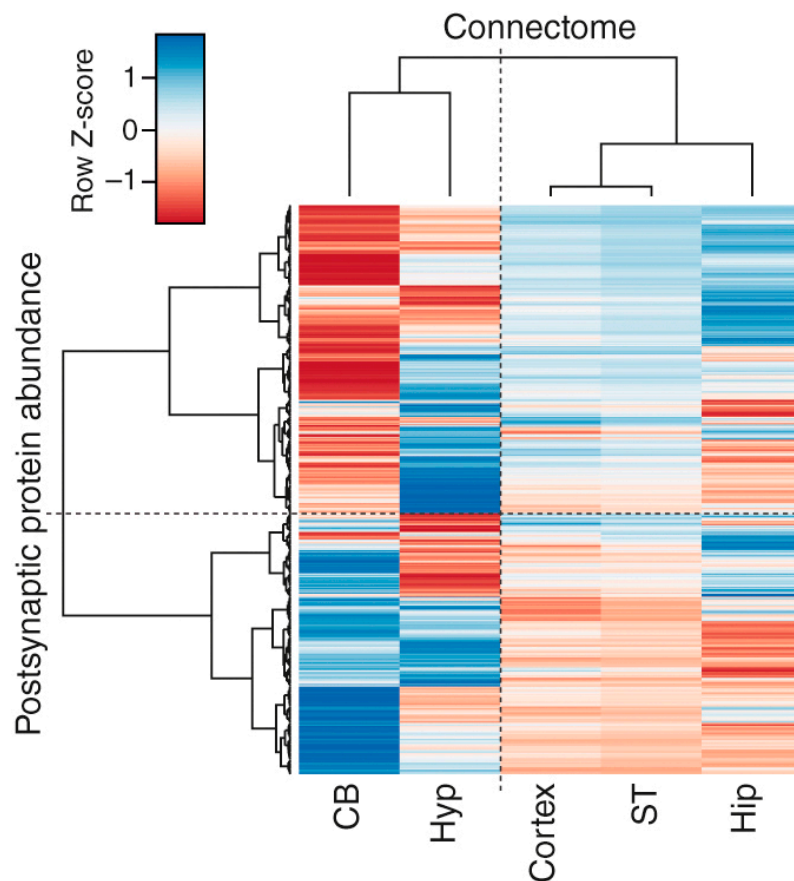 Connectome
Row Z-score
1
0
−1
Postsynaptic protein abundance
CB
Hyp
Cortex
ST
Hip